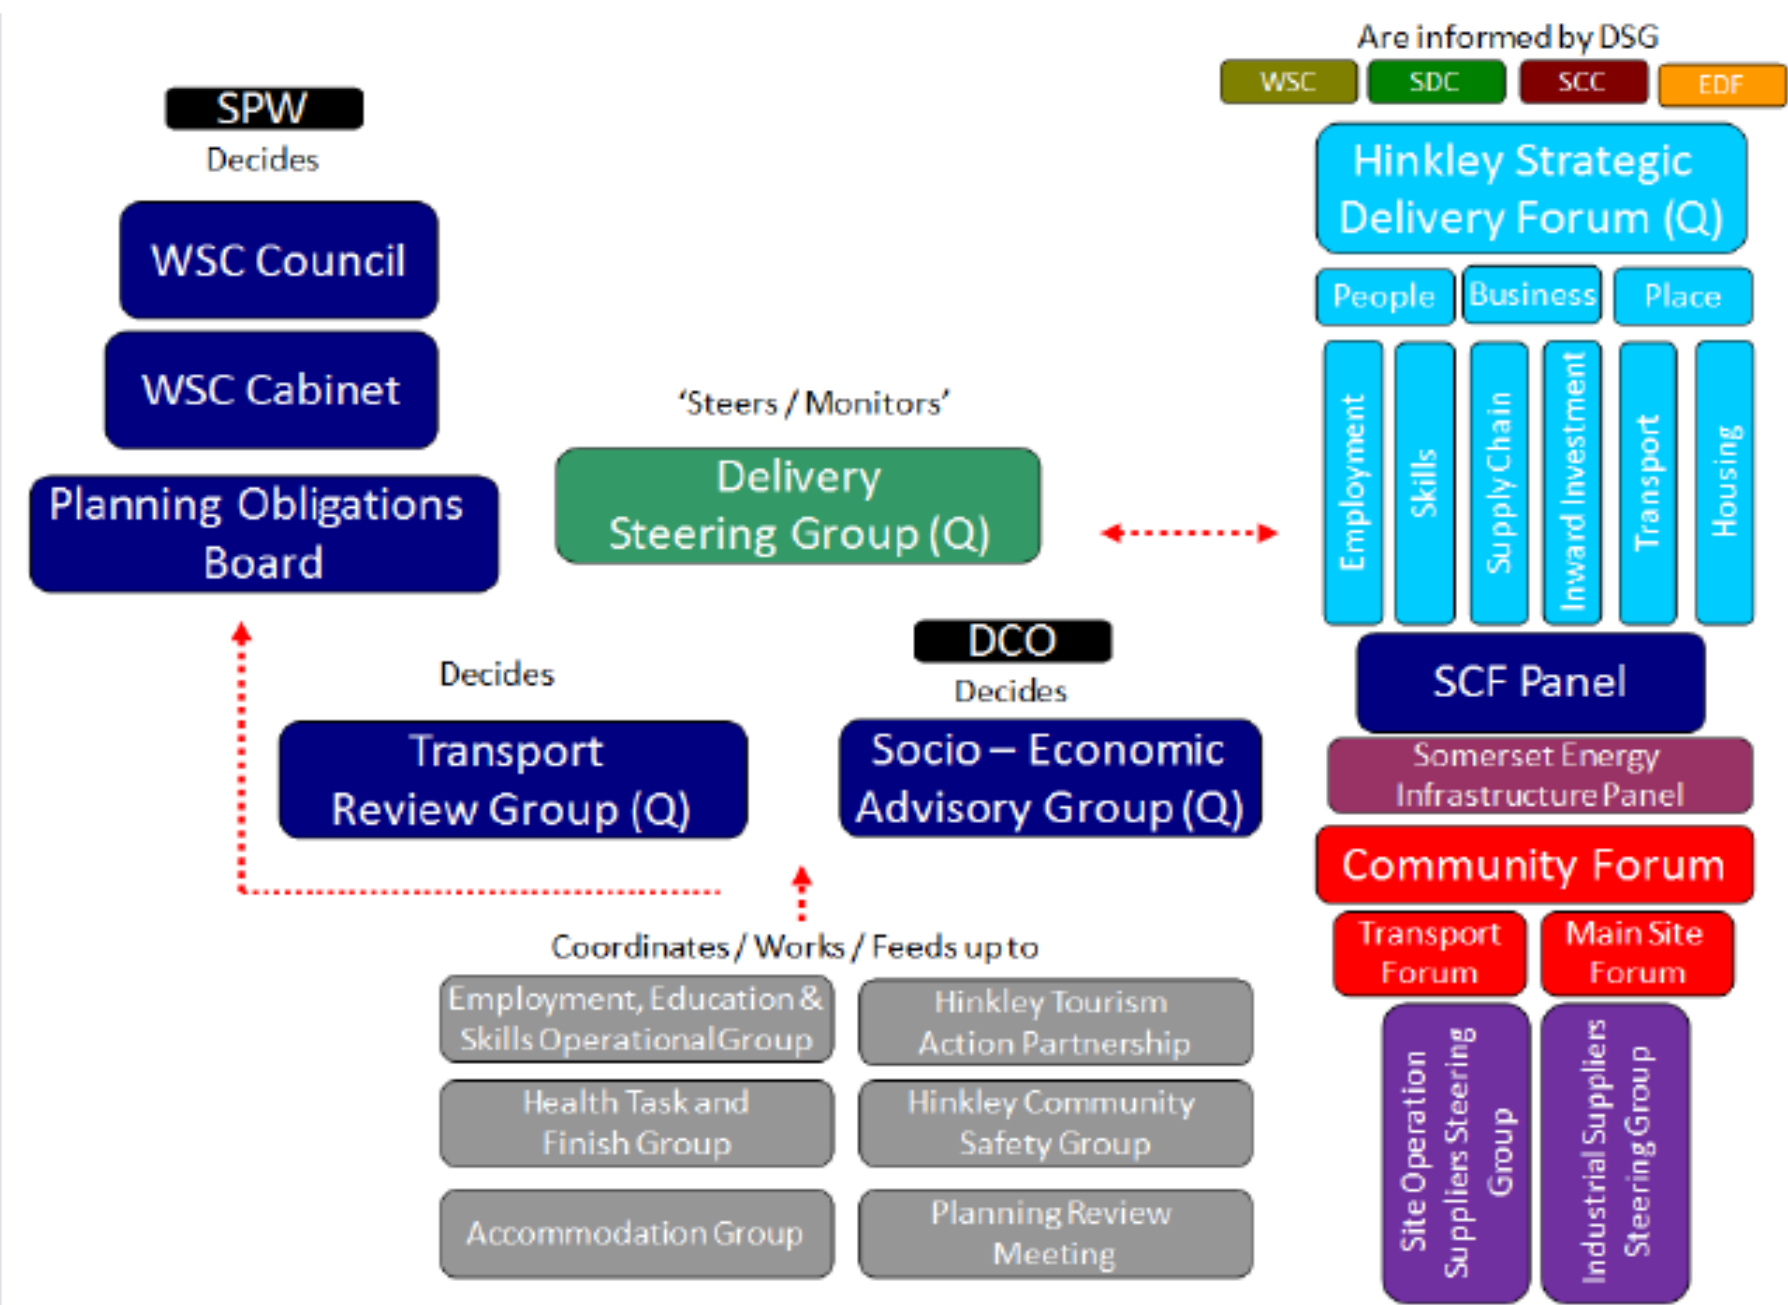 SPW
Decides
WSC Council
WSC Cabinet
Planning Obligations
Board
'Steers / Monitors'
Delivery
Steering Group (Q)
Decides
Transport
Review Group (Q)
DCO
Decides
Socio – Economic
Advisory Group (Q)
Coordinates / Works / Feeds up to
Employment, Education &
Skills Operational Group
Hinkley Tourism
Action Partnership
Health Task and
Finish Group
Hinkley Community
Safety Group
Accommodation Group
Planning Review
Meeting
Are informed by DSG
WSC
SDC
SCC
EDF
Hinkley Strategic
Delivery Forum (Q)
People
Business
Place
Employment
Skills
Supply Chain
Inward Investment
Transport
Housing
SCF Panel
Somerset Energy
Infrastructure Panel
Community Forum
Transport
Forum
Main Site
Forum
Site Operation
Suppliers Steering
Group
Industrial Suppliers
Steering Group